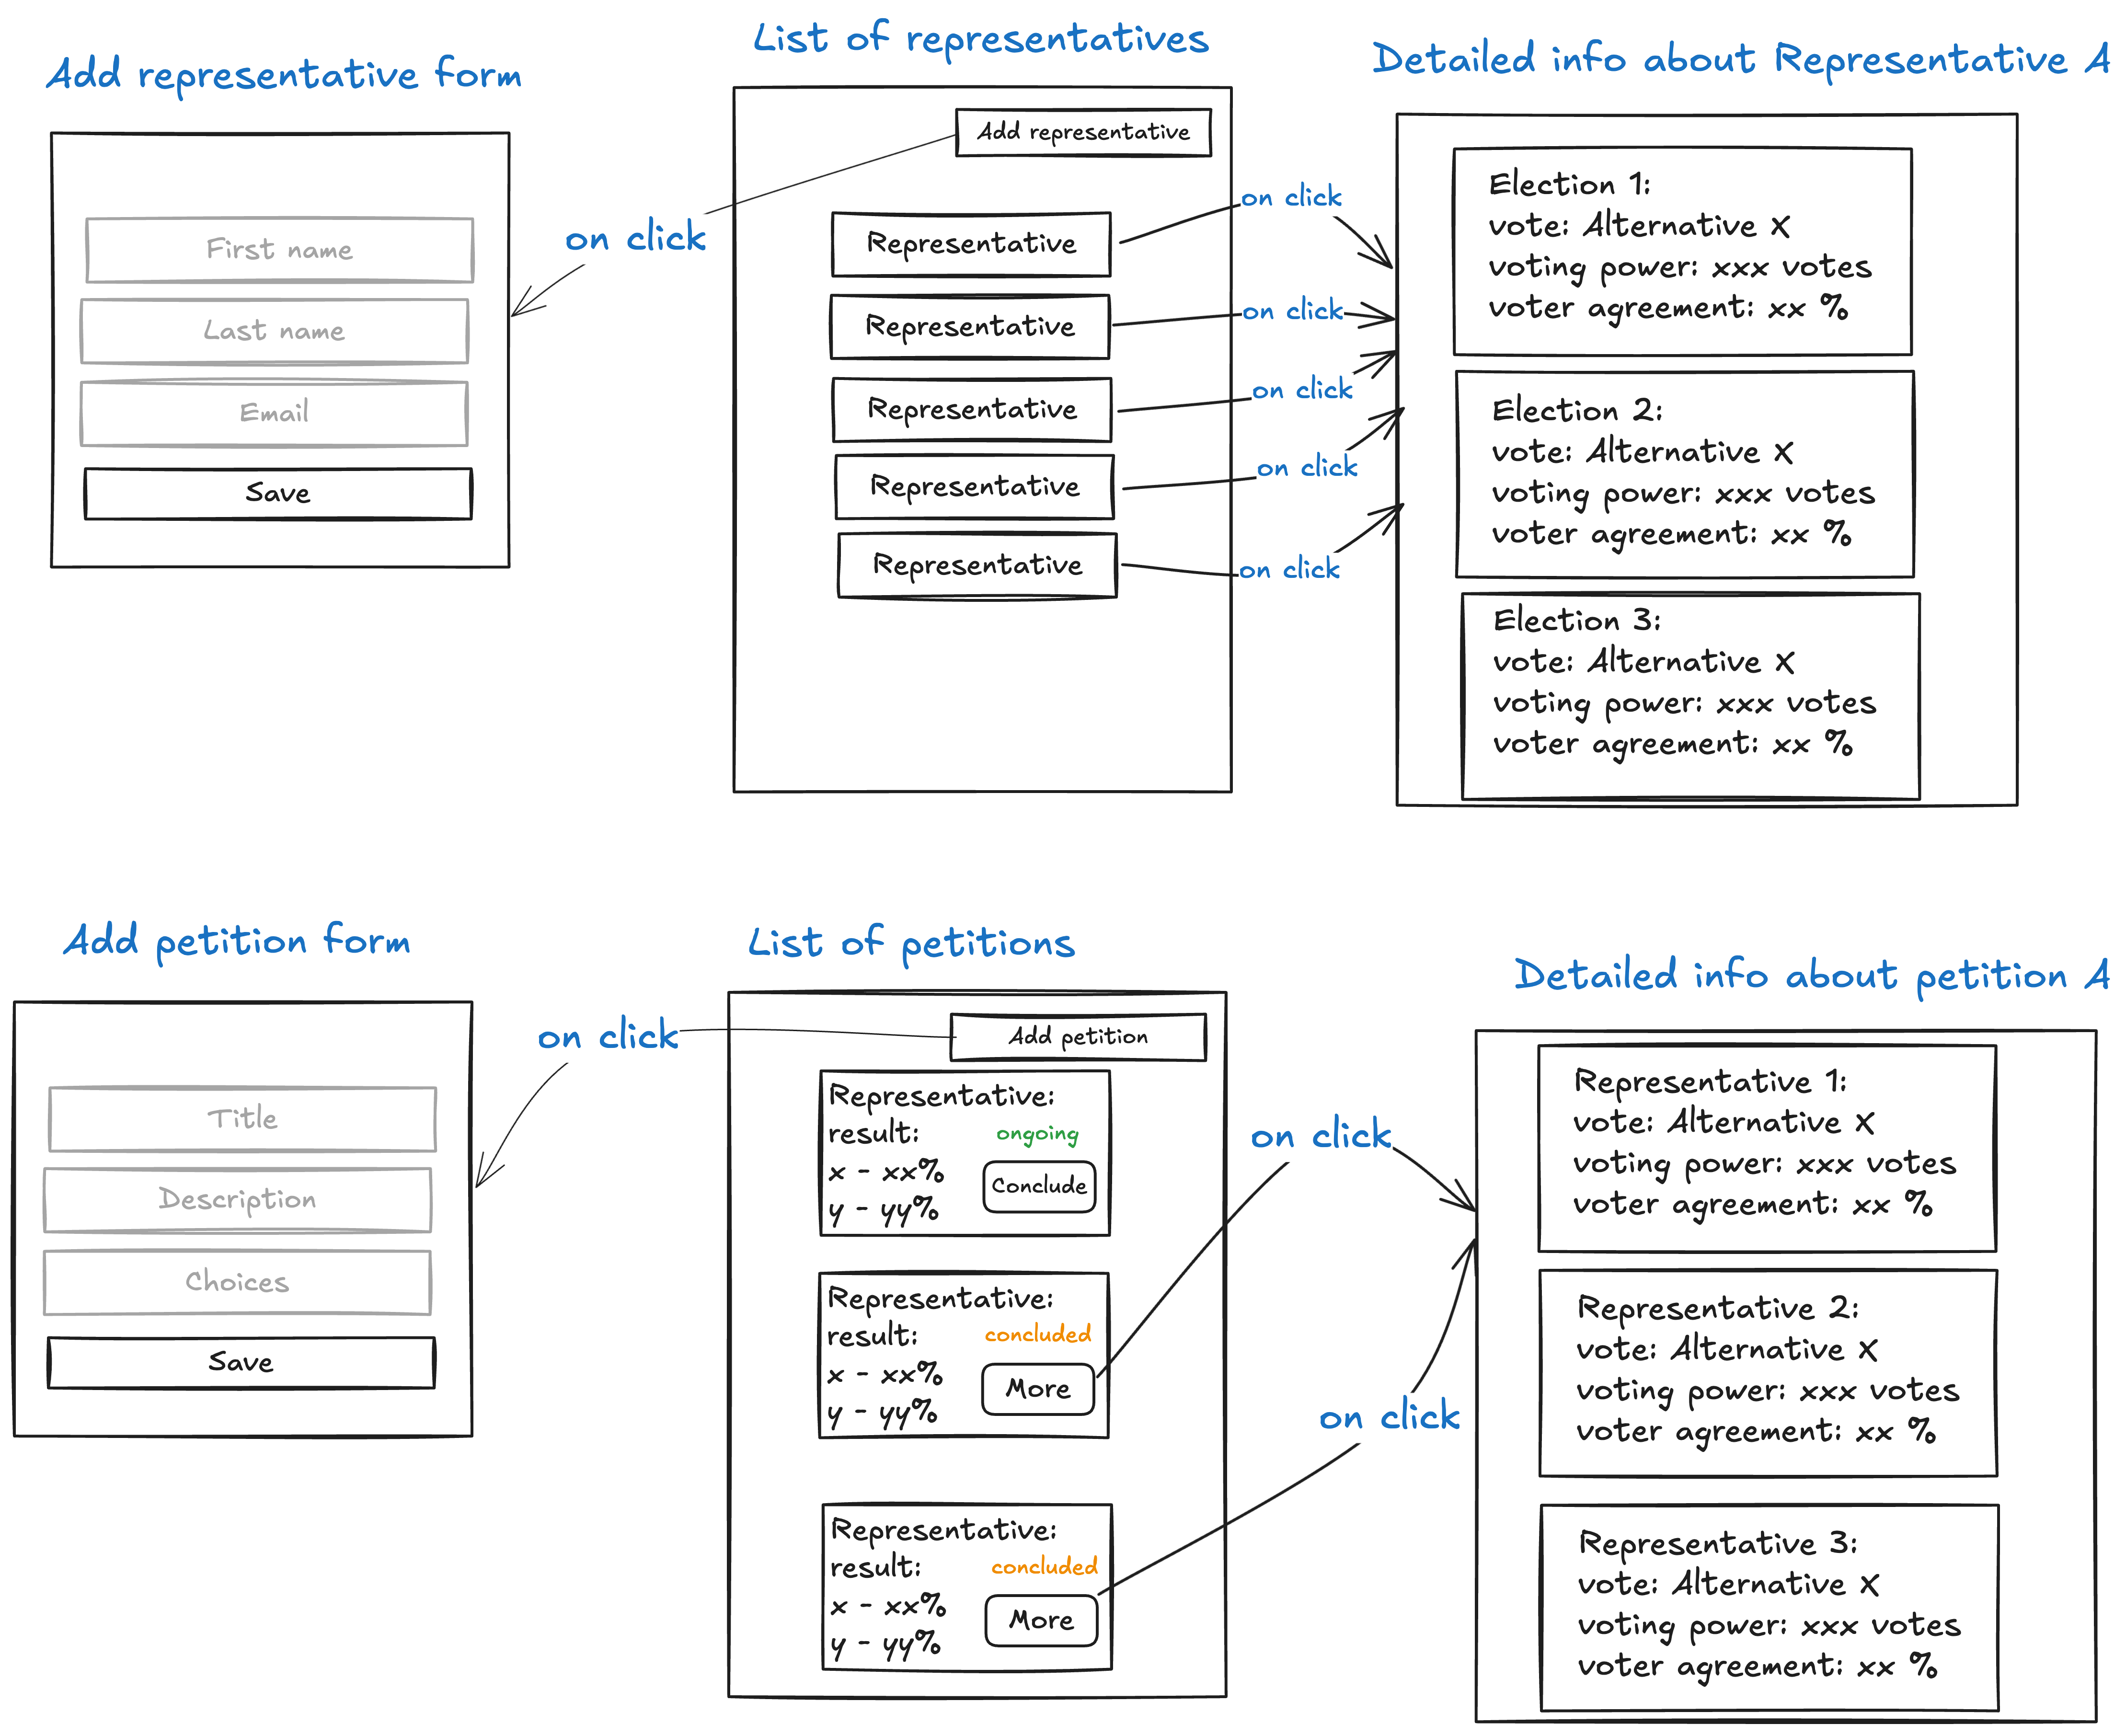 Add representative form
First name
Last name
Email
Save
on click
List of representatives
Add representative
Representative
Representative
Representative
Representative
Representative
on click
on click
on click
on click
on click
Detailed info about Representative A
Election 1:
vote: Alternative X
voting power: xxx votes
voter agreement: xx %
Election 2:
vote: Alternative X
voting power: xxx votes
voter agreement: xx %
Election 3:
vote: Alternative X
voting power: xxx votes
voter agreement: xx %
Add petition form
Title
Description
Choices
Save
on click
List of petitions
Add petition
Representative:
result: ongoing
x - xx%
y - yy%
Conclude
Representative:
result: concluded
x - xx%
y - yy%
More
Representative:
result: concluded
x - xx%
y - yy%
More
on click
on click
Detailed info about petition A
Representative 1:
vote: Alternative X
voting power: xxx votes
voter agreement: xx %
Representative 2:
vote: Alternative X
voting power: xxx votes
voter agreement: xx %
Representative 3:
vote: Alternative X
voting power: xxx votes
voter agreement: xx %